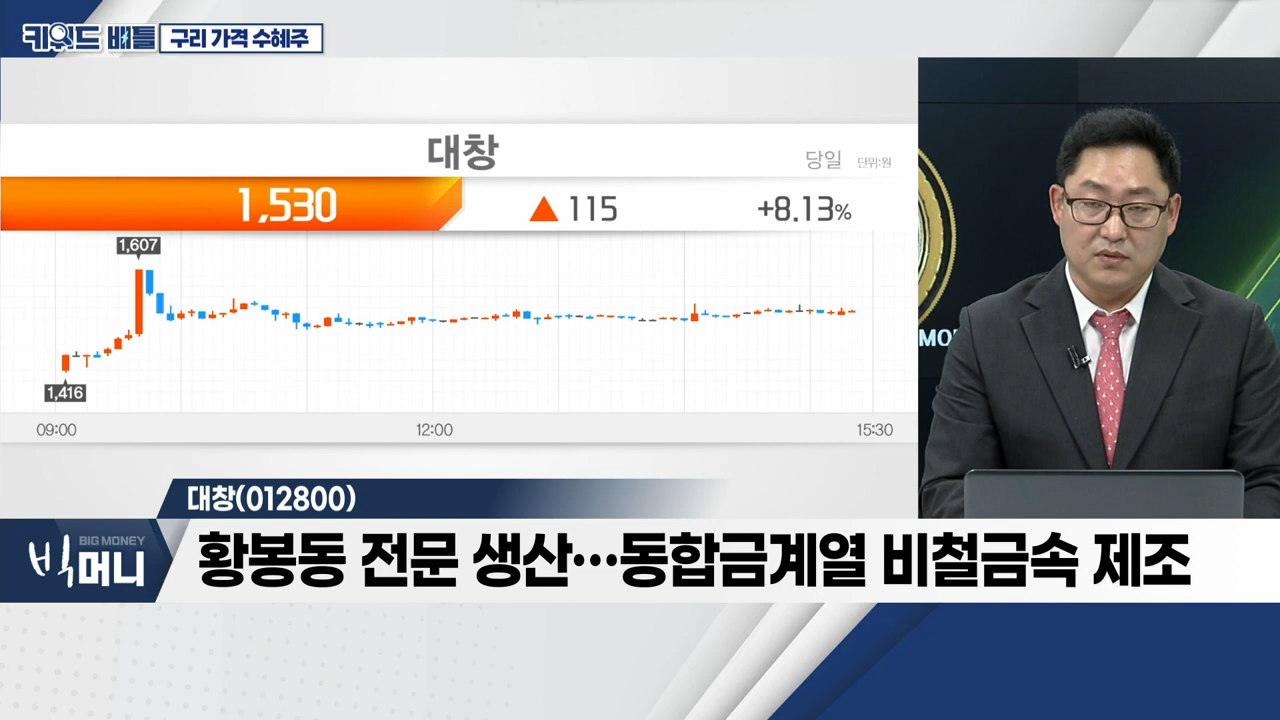 키워드 배틀 구리 가격 수혜주
대창
당일 단위:원
1,530 ▲ 115 +8.13%
1,607
1,416
09:00 12:00 15:30
MO
대창(012800)
BIG MONEY
빅머니
황봉동 전문 생산…동합금계열 비철금속 제조